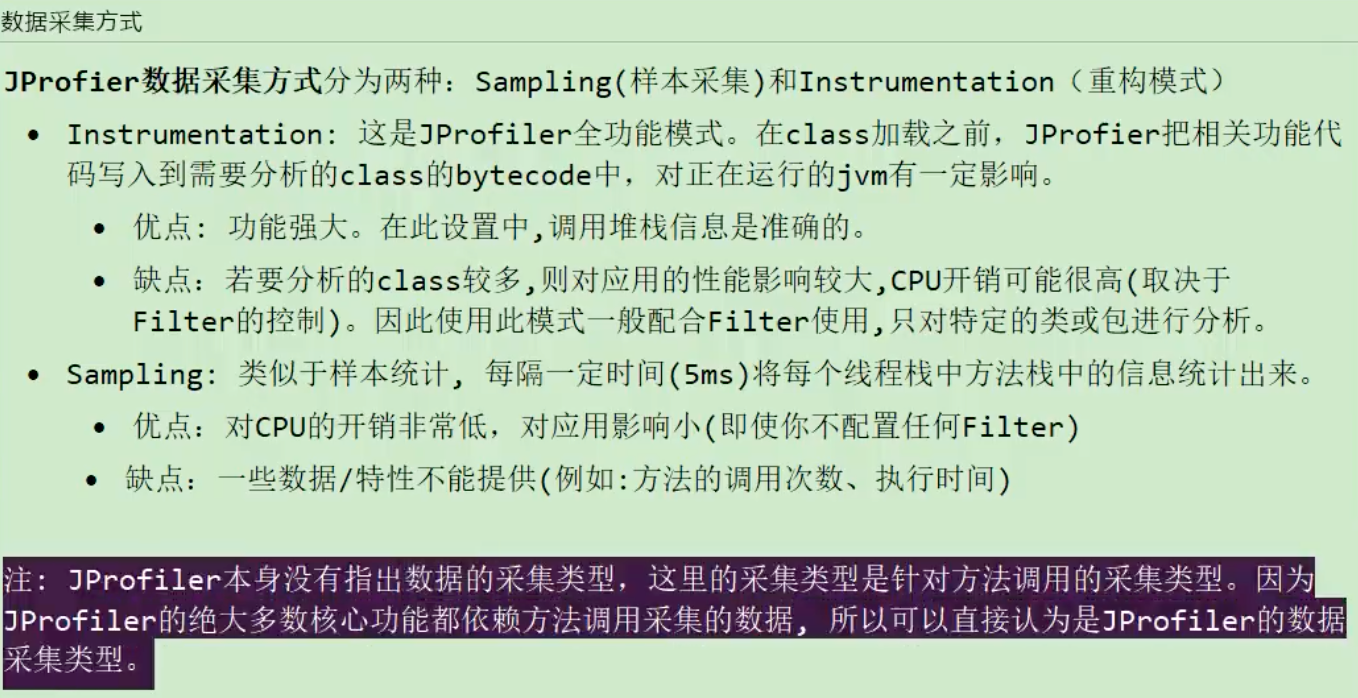 数据采集方式
JProfier数据采集方式分为两种：Sampling(样本采集)和Instrumentation（重构模式）
• Instrumentation: 这是JProfiler全功能模式。在class加载之前，JProfier把相关功能代
码写入到需要分析的class的bytecode中，对正在运行的jvm有一定影响。
• 优点: 功能强大。在此设置中,调用堆栈信息是准确的。
• 缺点：若要分析的class较多,则对应用的性能影响较大,CPU开销可能很高(取决于
Filter的控制)。因此使用此模式一般配合Filter使用,只对特定的类或包进行分析。
• Sampling: 类似于样本统计, 每隔一定时间(5ms)将每个线程栈中方法栈中的信息统计出来。
• 优点：对CPU的开销非常低，对应用影响小(即使你不配置任何Filter)
• 缺点：一些数据/特性不能提供(例如:方法的调用次数、执行时间)
注: JProfiler本身没有指出数据的采集类型，这里的采集类型是针对方法调用的采集类型。因为
JProfiler的绝大多数核心功能都依赖方法调用采集的数据, 所以可以直接认为是JProfiler的数据
采集类型。